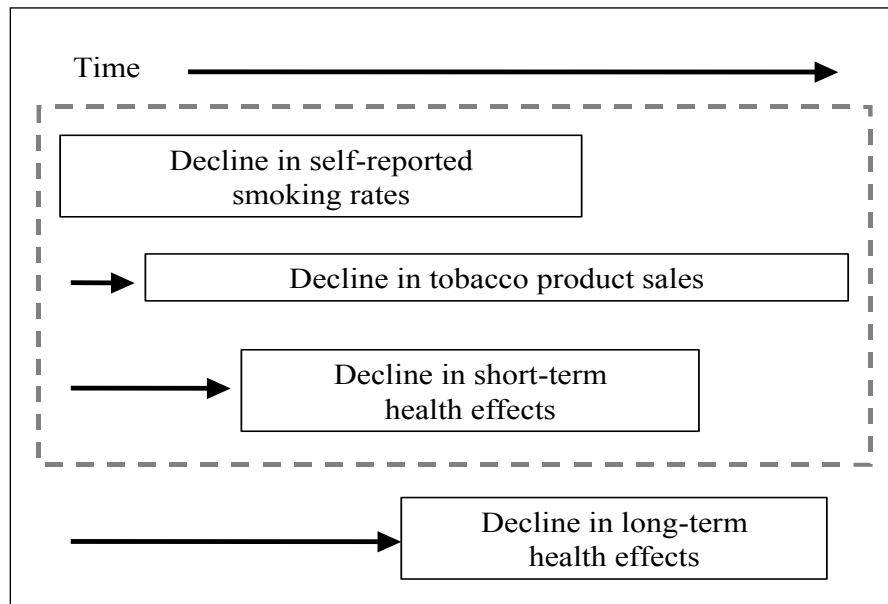 Time
Decline in self-reported
smoking rates
Decline in tobacco product sales
Decline in short-term
health effects
Decline in long-term
health effects